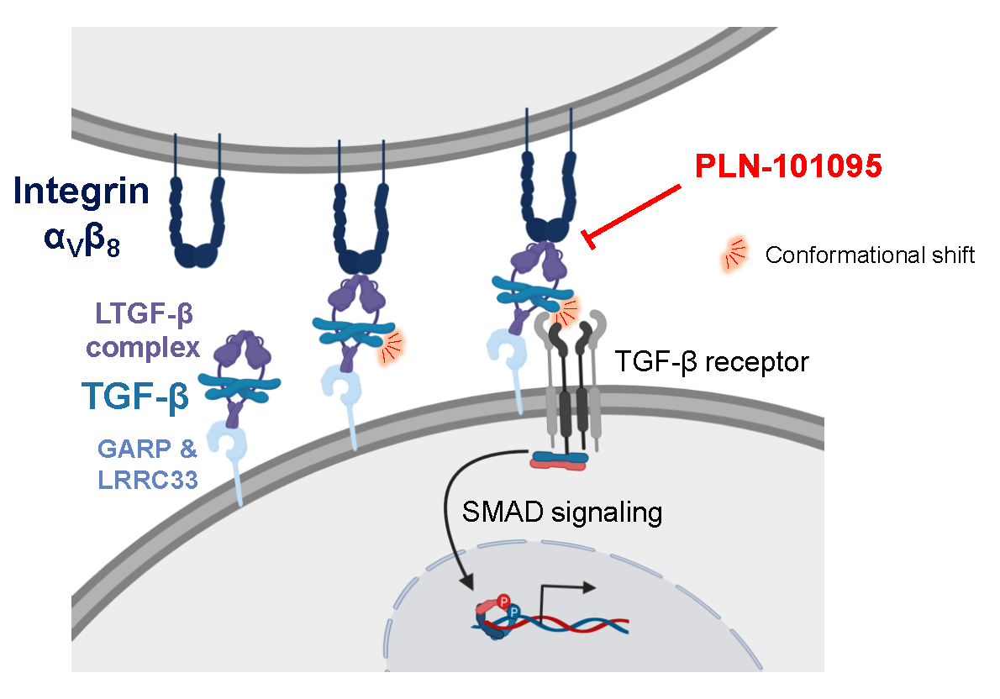 PLN-101095
Integrin
αVβ8
Conformational shift
LTGF-β
complex
TGF-β
TGF-β receptor
GARP &
LRRC33
SMAD signaling
P
P